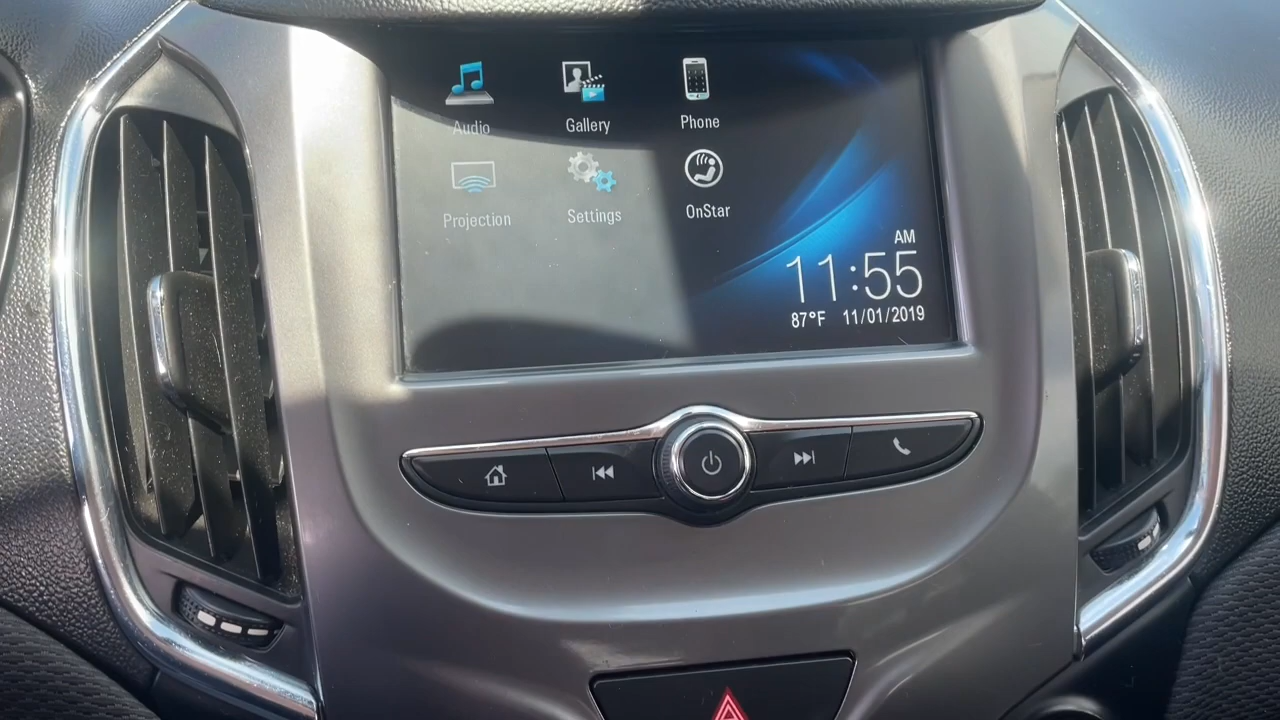 Audio
Gallery
Phone
Projection
Settings
OnStar
AM
11:55
87°F 11/01/2019